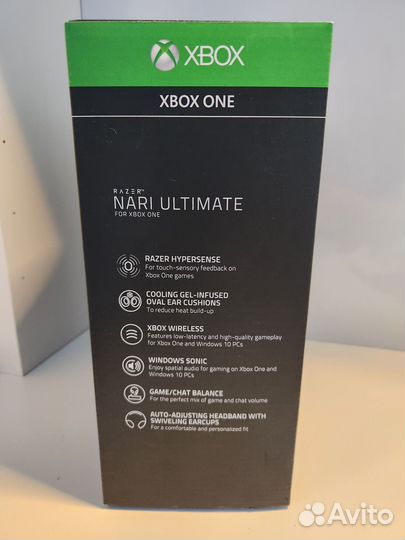 XBOX
XBOX ONE
RAZER™
NARI ULTIMATE
FOR XBOX ONE
RAZER HYPERSENSE
For touch-sensory feedback on
Xbox One games
COOLING GEL-INFUSED
OVAL EAR CUSHIONS
To reduce heat build-up
XBOX WIRELESS
Features low-latency and high-quality gameplay
for Xbox One and Windows 10 PCs
WINDOWS SONIC
Enjoy spatial audio for gaming on Xbox One and
Windows 10 PCs
GAME/CHAT BALANCE
For the perfect mix of game and chat volume
AUTO-ADJUSTING HEADBAND WITH
SWIVELING EARCUPS
For a comfortable and personalized fit
Avito